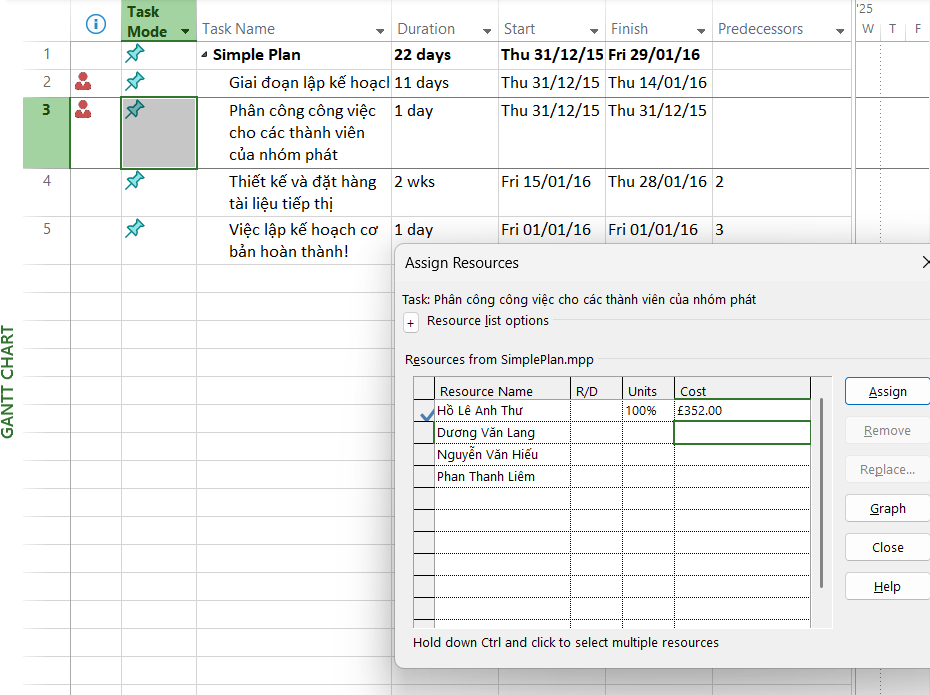 Task Mode
Task Name
Duration
Start
Finish
Predecessors
'25
W T F
1 Simple Plan 22 days Thu 31/12/15 Fri 29/01/16
2 Giai đoạn lập kế hoạcl 11 days Thu 31/12/15 Thu 14/01/16
3 Phân công công việc 1 day Thu 31/12/15 Thu 31/12/15
cho các thành viên
của nhóm phát
4 Thiết kế và đặt hàng 2 wks Fri 15/01/16 Thu 28/01/16 2
tài liệu tiếp thị
5 Việc lập kế hoạch cơ 1 day Fri 01/01/16 Fri 01/01/16 3
bản hoàn thành!
GANTT CHART
Assign Resources
Task: Phân công công việc cho các thành viên của nhóm phát
+ Resource list options
Resources from SimplePlan.mpp
Resource Name R/D Units Cost
Hồ Lê Anh Thư 100% £352.00
Dương Văn Lang
Nguyễn Văn Hiếu
Phan Thanh Liêm
Assign
Remove
Replace...
Graph
Close
Help
Hold down Ctrl and click to select multiple resources